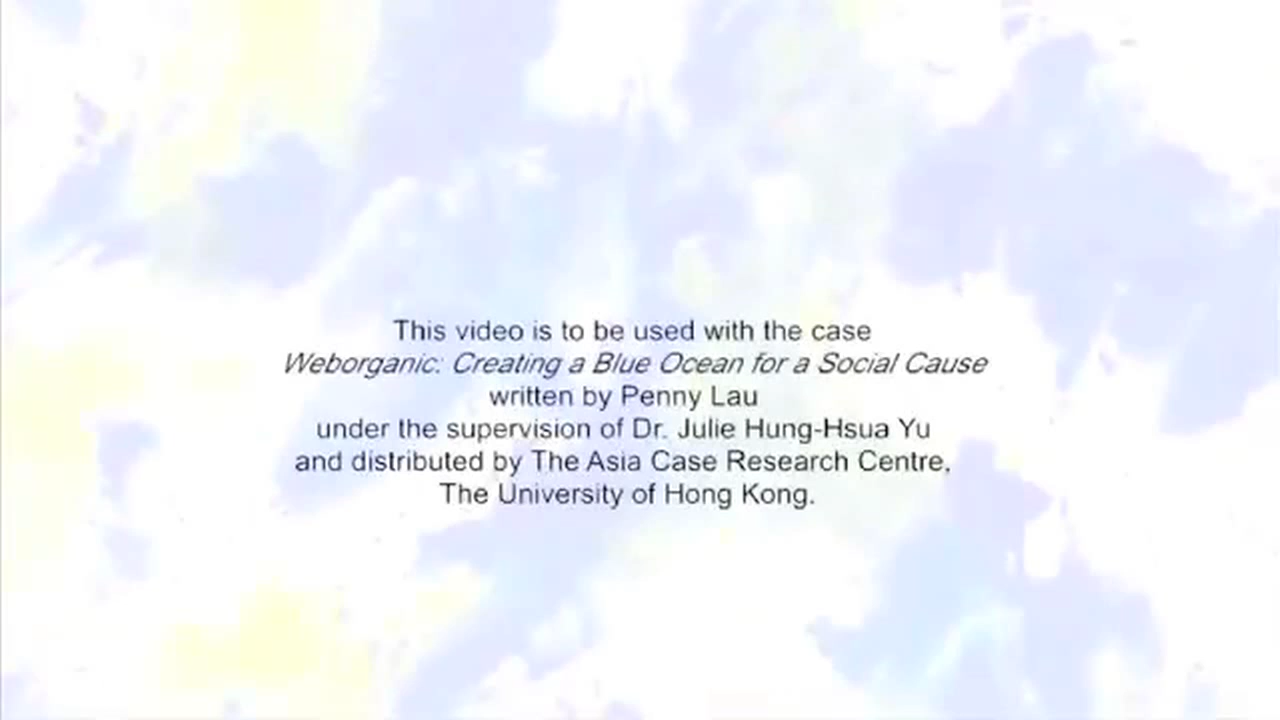 This video is to be used with the case
Weborganic: Creating a Blue Ocean for a Social Cause
written by Penny Lau
under the supervision of Dr. Julie Hung-Hsua Yu
and distributed by The Asia Case Research Centre,
The University of Hong Kong.